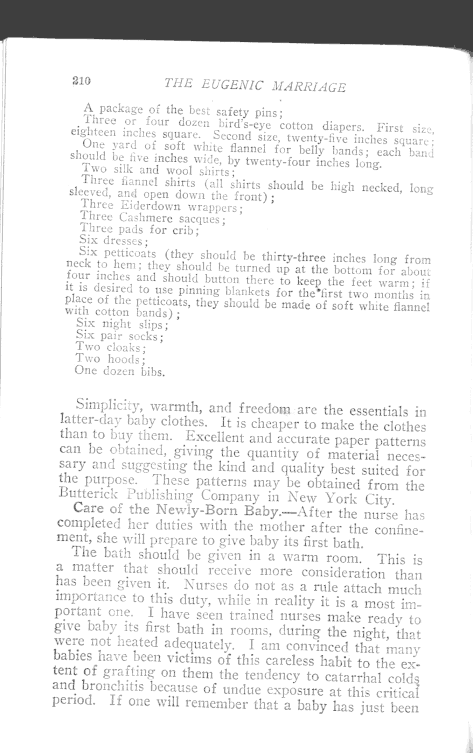 210 THE EUGENIC MARRIAGE
A package of the best safety pins;
Three or four dozen bird's-eye cotton diapers. First size,
eighteen inches square. Second size, twenty-five inches square;
One yard of soft white flannel for belly bands; each band
should be five inches wide, by twenty-four inches long.
Two silk and wool shirts;
Three flannel shirts (all shirts should be high necked, long
sleeved, and open down the front);
Three Eiderdown wrappers;
Three Cashmere sacques;
Three pads for crib;
Six dresses;
Six petticoats (they should be thirty-three inches long from
neck to hem; they should be turned up at the bottom for about
four inches and should button there to keep the feet warm; if
it is desired to use pinning blankets for the first two months in
place of the petticoats, they should be made of soft white flannel
with cotton bands);
Six night slips;
Six pair socks;
Two cloaks;
Two hoods;
One dozen bibs.
Simplicity, warmth, and freedom are the essentials in
latter-day baby clothes. It is cheaper to make the clothes
than to buy them. Excellent and accurate paper patterns
can be obtained, giving the quantity of material neces-
sary and suggesting the kind and quality best suited for
the purpose. These patterns may be obtained from the
Butterick Publishing Company in New York City.
Care of the Newly-Born Baby.—After the nurse has
completed her duties with the mother after the confine-
ment, she will prepare to give baby its first bath.
The bath should be given in a warm room. This is
a matter that should receive more consideration than
has been given it. Nurses do not as a rule attach much
importance to this duty, while in reality it is a most im-
portant one. I have seen trained nurses make ready to
give baby its first bath in rooms, during the night, that
were not heated adequately. I am convinced that many
babies have been victims of this careless habit to the ex-
tent of grafting on them the tendency to catarrhal colds
and bronchitis because of undue exposure at this critical
period. If one will remember that a baby has just been